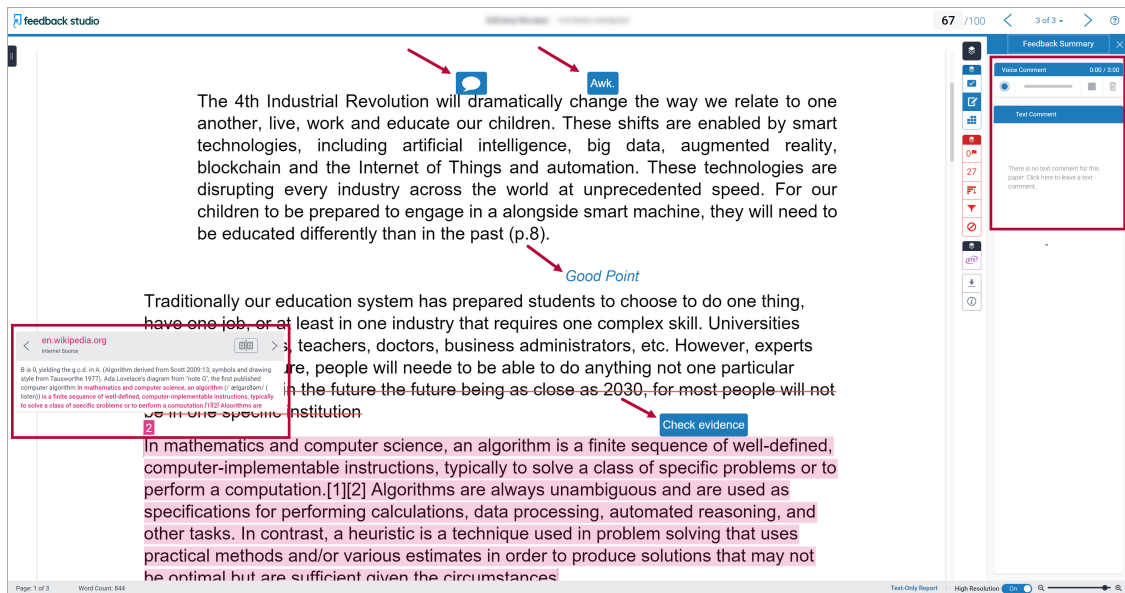 feedback studio
67 /100
3 of 3
Feedback Summary
Voice Comment 0:00 / 3:00
Text Comment
There is no text comment for this
paper. Click here to leave a text
comment.
0
27
ETS
Awk.
The 4th Industrial Revolution will dramatically change the way we relate to one
another, live, work and educate our children. These shifts are enabled by smart
technologies, including artificial intelligence, big data, augmented reality,
blockchain and the Internet of Things and automation. These technologies are
disrupting every industry across the world at unprecedented speed. For our
children to be prepared to engage in a alongside smart machine, they will need to
be educated differently than in the past (p.8).
Good Point
Traditionally our education system has prepared students to choose to do one thing,
have one job, or at least in one industry that requires one complex skill. Universities
s, teachers, doctors, business administrators, etc. However, experts
ure, people will neede to be able to do anything not one particular
in the future the future being as close as 2030, for most people will not
be in one specific institution
en.wikipedia.org
Internet Source
B is 0, yielding the g.c.d. in A. (Algorithm derived from Scott 2009:13; symbols and drawing
style from Tausworthe 1977). Ada Lovelace's diagram from "note G", the first published
computer algorithm In mathematics and computer science, an algorithm (/ ˈælɡərɪðəm/ (
listen)) is a finite sequence of well-defined, computer-implementable instructions, typically
to solve a class of specific problems or to perform a computation.[1][2] Algorithms are
Check evidence
2
In mathematics and computer science, an algorithm is a finite sequence of well-defined,
computer-implementable instructions, typically to solve a class of specific problems or to
perform a computation.[1][2] Algorithms are always unambiguous and are used as
specifications for performing calculations, data processing, automated reasoning, and
other tasks. In contrast, a heuristic is a technique used in problem solving that uses
practical methods and/or various estimates in order to produce solutions that may not
be optimal but are sufficient given the circumstances
Page: 1 of 3 Word Count: 844 Text-Only Report High Resolution On